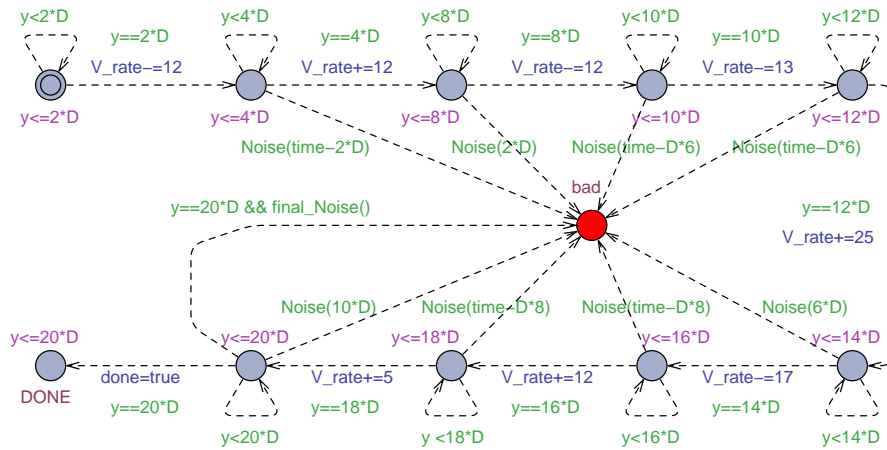 y<2*D
y<4*D
y<8*D
y<10*D
y<12*D
y==2*D
y==4*D
y==8*D
y==10*D
V_rate−=12
V_rate+=12
V_rate−=12
V_rate−=13
y<=2*D
y<=4*D
y<=8*D
y<=10*D
y<=12*D
Noise(time−2*D)
Noise(2*D)
Noise(time−D*6)
Noise(time−D*6)
bad
y==20*D && final_Noise()
y==12*D
V_rate+=25
Noise(10*D)
Noise(time−D*8)
Noise(time−D*8)
Noise(6*D)
y<=20*D
y<=20*D
y<=18*D
y<=16*D
y<=14*D
done=true
V_rate+=5
V_rate+=12
V_rate−=17
DONE
y==20*D
y==18*D
y==16*D
y==14*D
y<20*D
y <18*D
y<16*D
y<14*D